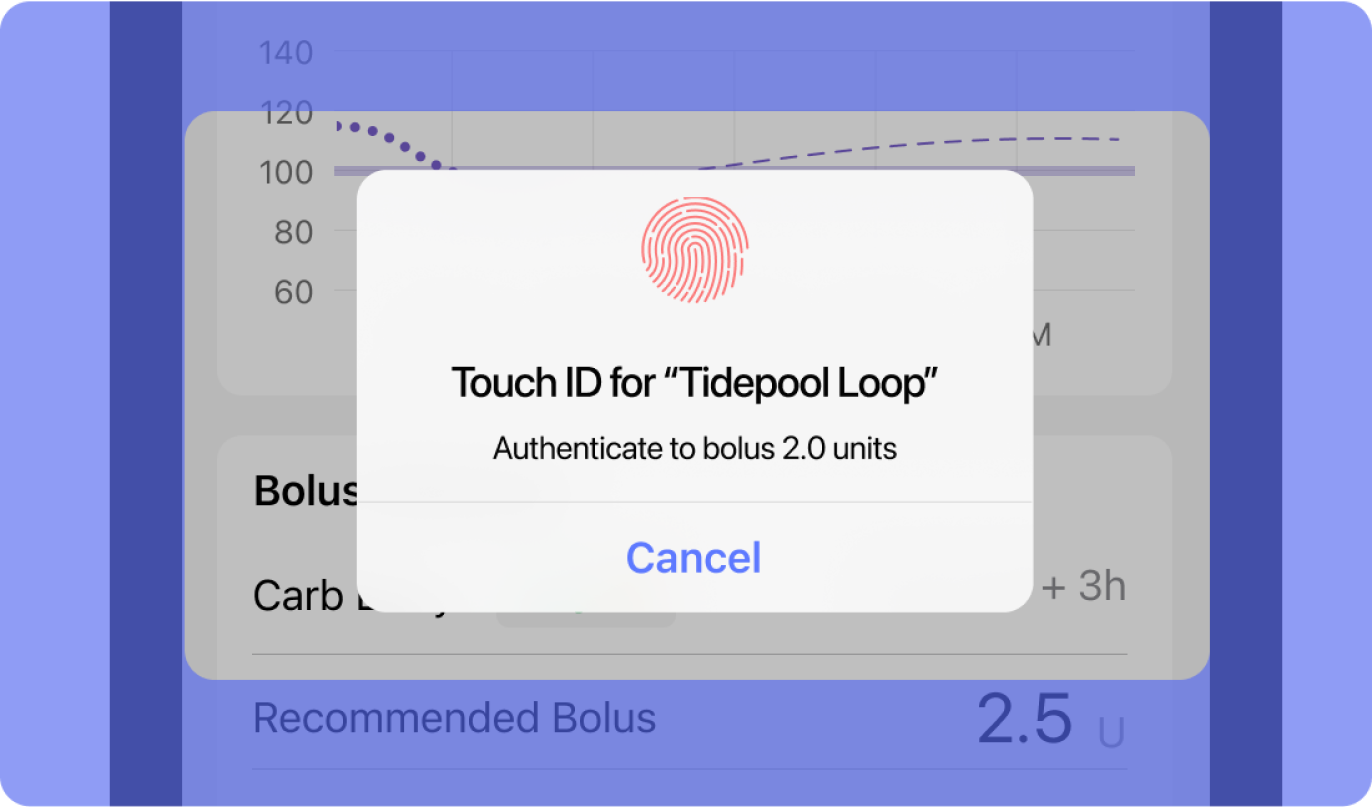 140
120
100
80
60
M
Touch ID for “Tidepool Loop”
Authenticate to bolus 2.0 units
Cancel
Bolus
Carb
+ 3h
Recommended Bolus 2.5 U